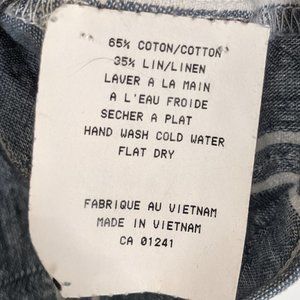 65% COTON/COTTON
35% LIN/LINEN
LAVER A LA MAIN
A L'EAU FROIDE
SECHER A PLAT
HAND WASH COLD WATER
FLAT DRY
FABRIQUE AU VIETNAM
MADE IN VIETNAM
CA 01241